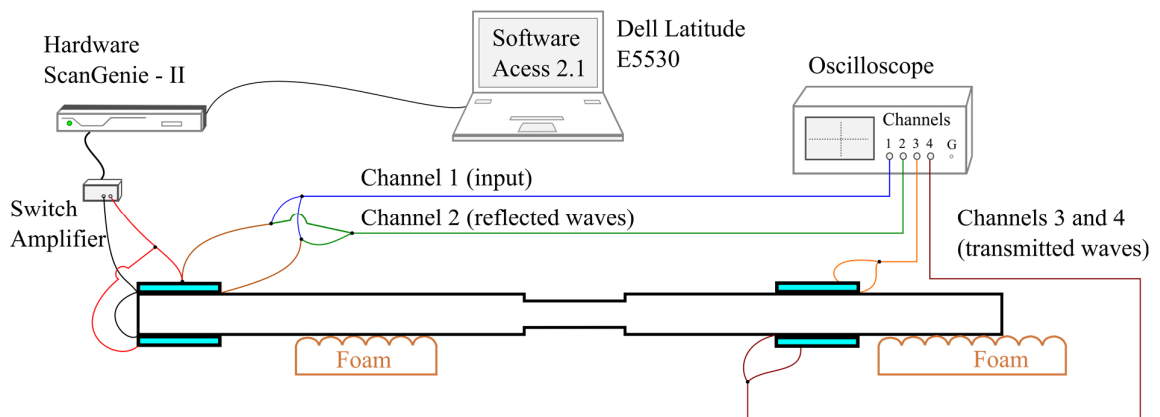 Hardware
ScanGenie - II
Software
Acess 2.1
Dell Latitude
E5530
Oscilloscope
Channels
1 2 3 4 G
Channel 1 (input)
Switch
Amplifier
Channel 2 (reflected waves)
Channels 3 and 4
(transmitted waves)
Foam
Foam